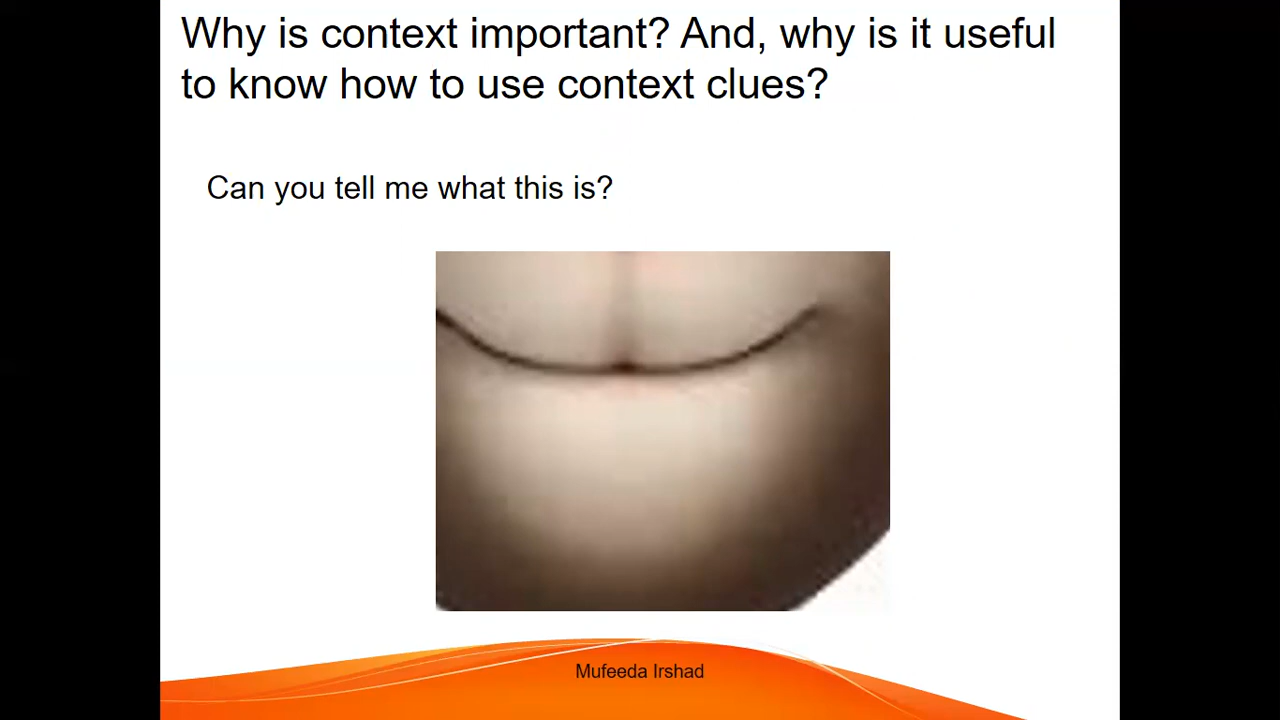 Why is context important? And, why is it useful
to know how to use context clues?
Can you tell me what this is?
Mufeeda Irshad